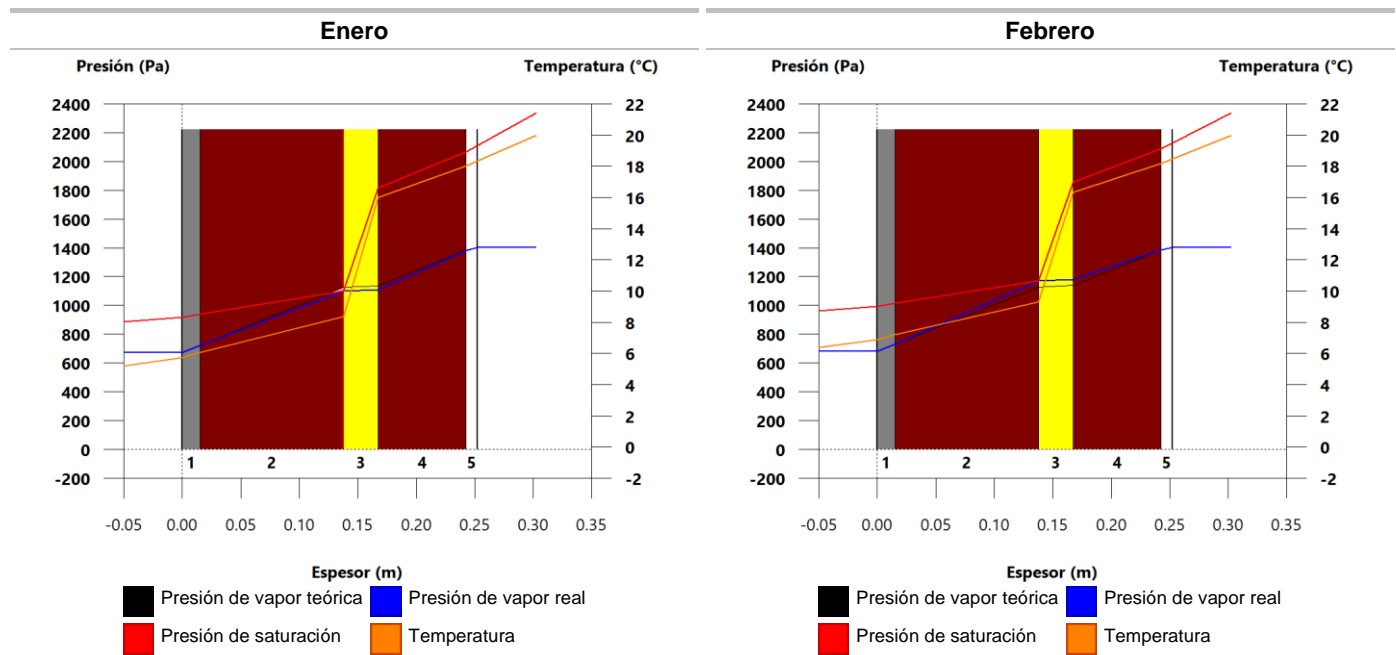 Enero
Presión (Pa) Temperatura (°C)
2400 22
2200 20
2000 18
1800 16
1600 14
1400 12
1200 10
1000 8
800 6
600 4
400 2
200 0
0 -2
-200
1 2 3 4 5
-0.05 0.00 0.05 0.10 0.15 0.20 0.25 0.30 0.35
Espesor (m)
Presión de vapor teórica Presión de vapor real
Presión de saturación Temperatura
Febrero
Presión (Pa) Temperatura (°C)
2400 22
2200 20
2000 18
1800 16
1600 14
1400 12
1200 10
1000 8
800 6
600 4
400 2
200 0
0 -2
-200
1 2 3 4 5
-0.05 0.00 0.05 0.10 0.15 0.20 0.25 0.30 0.35
Espesor (m)
Presión de vapor teórica Presión de vapor real
Presión de saturación Temperatura